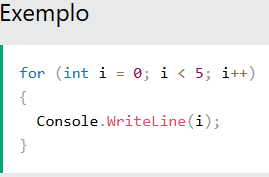 Exemplo
for (int i = 0; i < 5; i++)
{
  Console.WriteLine(i);
}